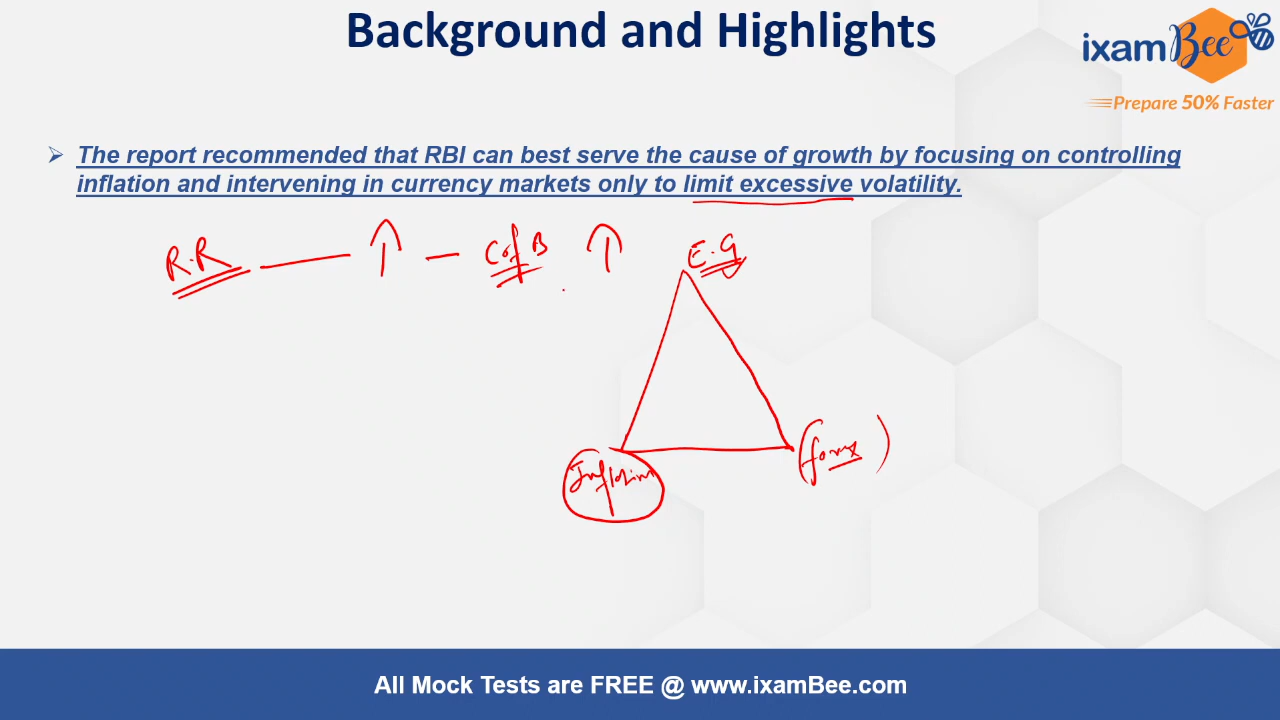 Background and Highlights
ixamBee
Prepare 50% Faster
The report recommended that RBI can best serve the cause of growth by focusing on controlling
inflation and intervening in currency markets only to limit excessive volatility.
R.R — ↑ — Cof B ↑
E.G
(forex)
All Mock Tests are FREE @ www.ixamBee.com